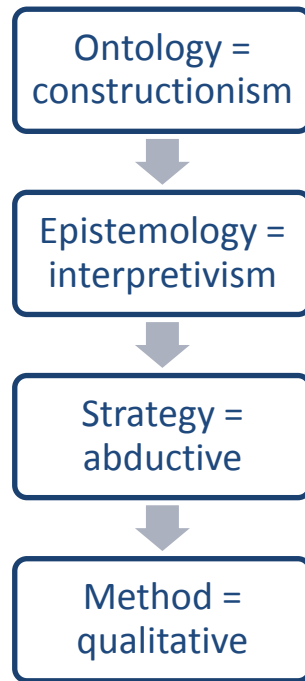 Ontology =
constructionism
Epistemology =
interpretivism
Strategy =
abductive
Method =
qualitative